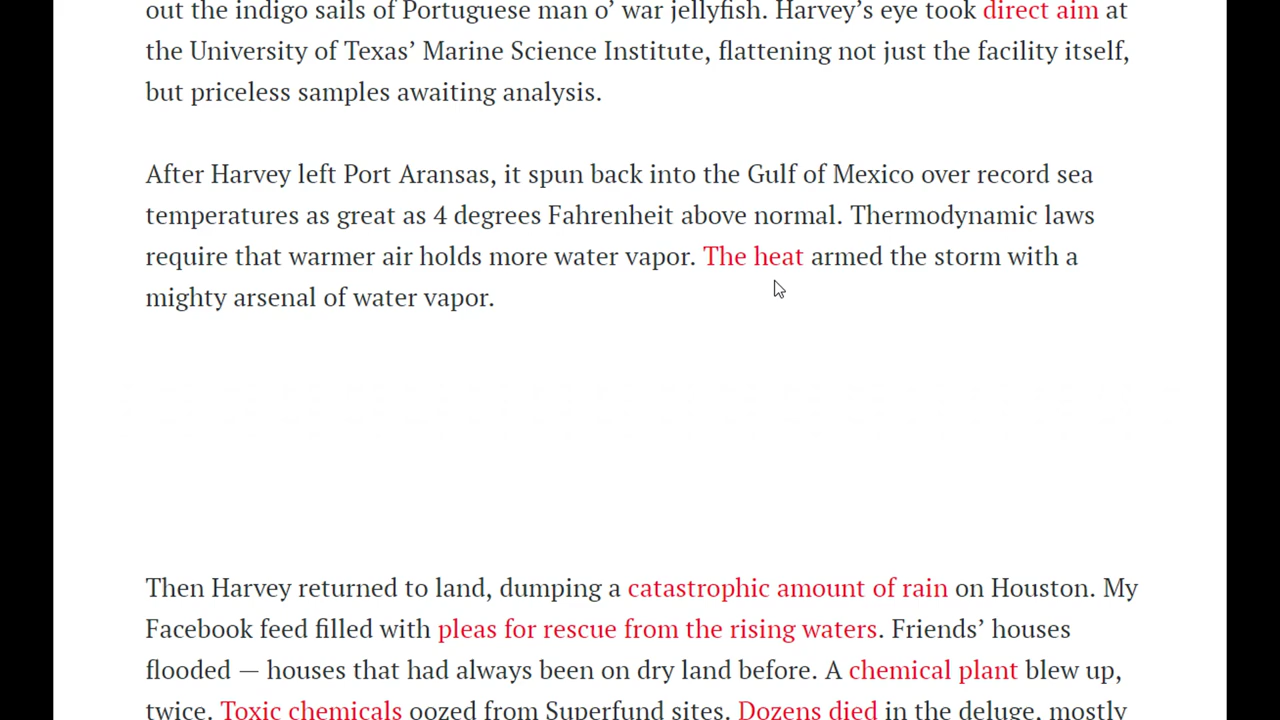 out the indigo sails of Portuguese man o’ war jellyfish. Harvey’s eye took direct aim at
the University of Texas’ Marine Science Institute, flattening not just the facility itself,
but priceless samples awaiting analysis.
After Harvey left Port Aransas, it spun back into the Gulf of Mexico over record sea
temperatures as great as 4 degrees Fahrenheit above normal. Thermodynamic laws
require that warmer air holds more water vapor. The heat armed the storm with a
mighty arsenal of water vapor.
Then Harvey returned to land, dumping a catastrophic amount of rain on Houston. My
Facebook feed filled with pleas for rescue from the rising waters. Friends’ houses
flooded — houses that had always been on dry land before. A chemical plant blew up,
twice. Toxic chemicals oozed from Superfund sites. Dozens died in the deluge, mostly